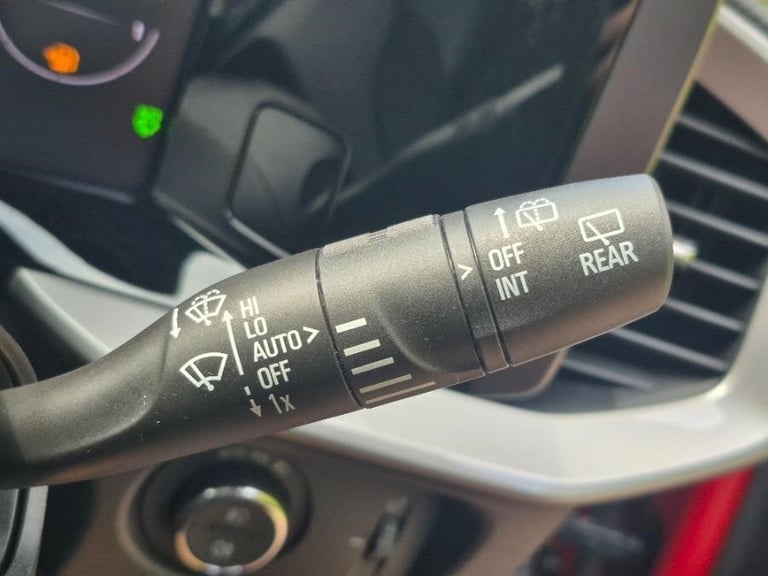 HI
LO
AUTO >
OFF
1x
>
OFF
INT
REAR